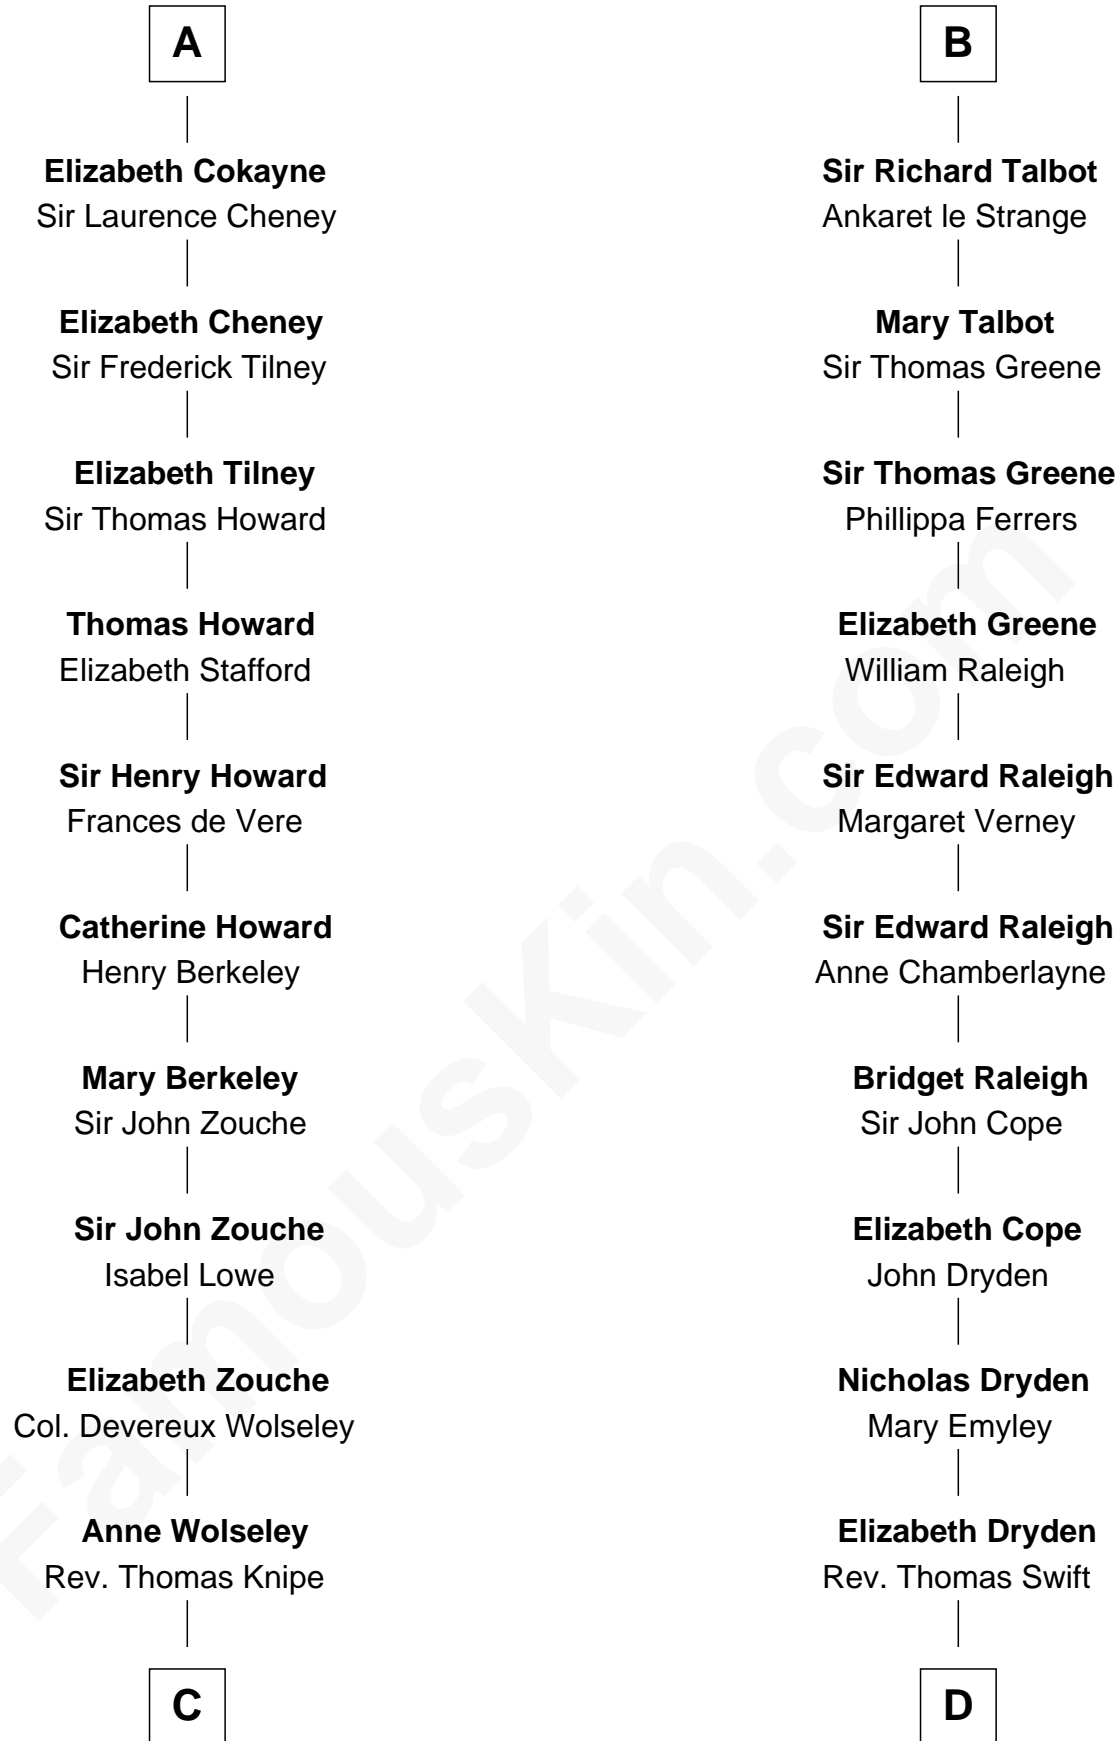 A
Elizabeth Cokayne
Sir Laurence Cheney
Elizabeth Cheney
Sir Frederick Tilney
Elizabeth Tilney
Sir Thomas Howard
Thomas Howard
Elizabeth Stafford
Sir Henry Howard
Frances de Vere
Catherine Howard
Henry Berkeley
Mary Berkeley
Sir John Zouche
Sir John Zouche
Isabel Lowe
Elizabeth Zouche
Col. Devereux Wolseley
Anne Wolseley
Rev. Thomas Knipe
C
B
Sir Richard Talbot
Ankaret le Strange
Mary Talbot
Sir Thomas Greene
Sir Thomas Greene
Phillippa Ferrers
Elizabeth Greene
William Raleigh
Sir Edward Raleigh
Margaret Verney
Sir Edward Raleigh
Anne Chamberlayne
Bridget Raleigh
Sir John Cope
Elizabeth Cope
John Dryden
Nicholas Dryden
Mary Emyley
Elizabeth Dryden
Rev. Thomas Swift
D
FamousKin.com